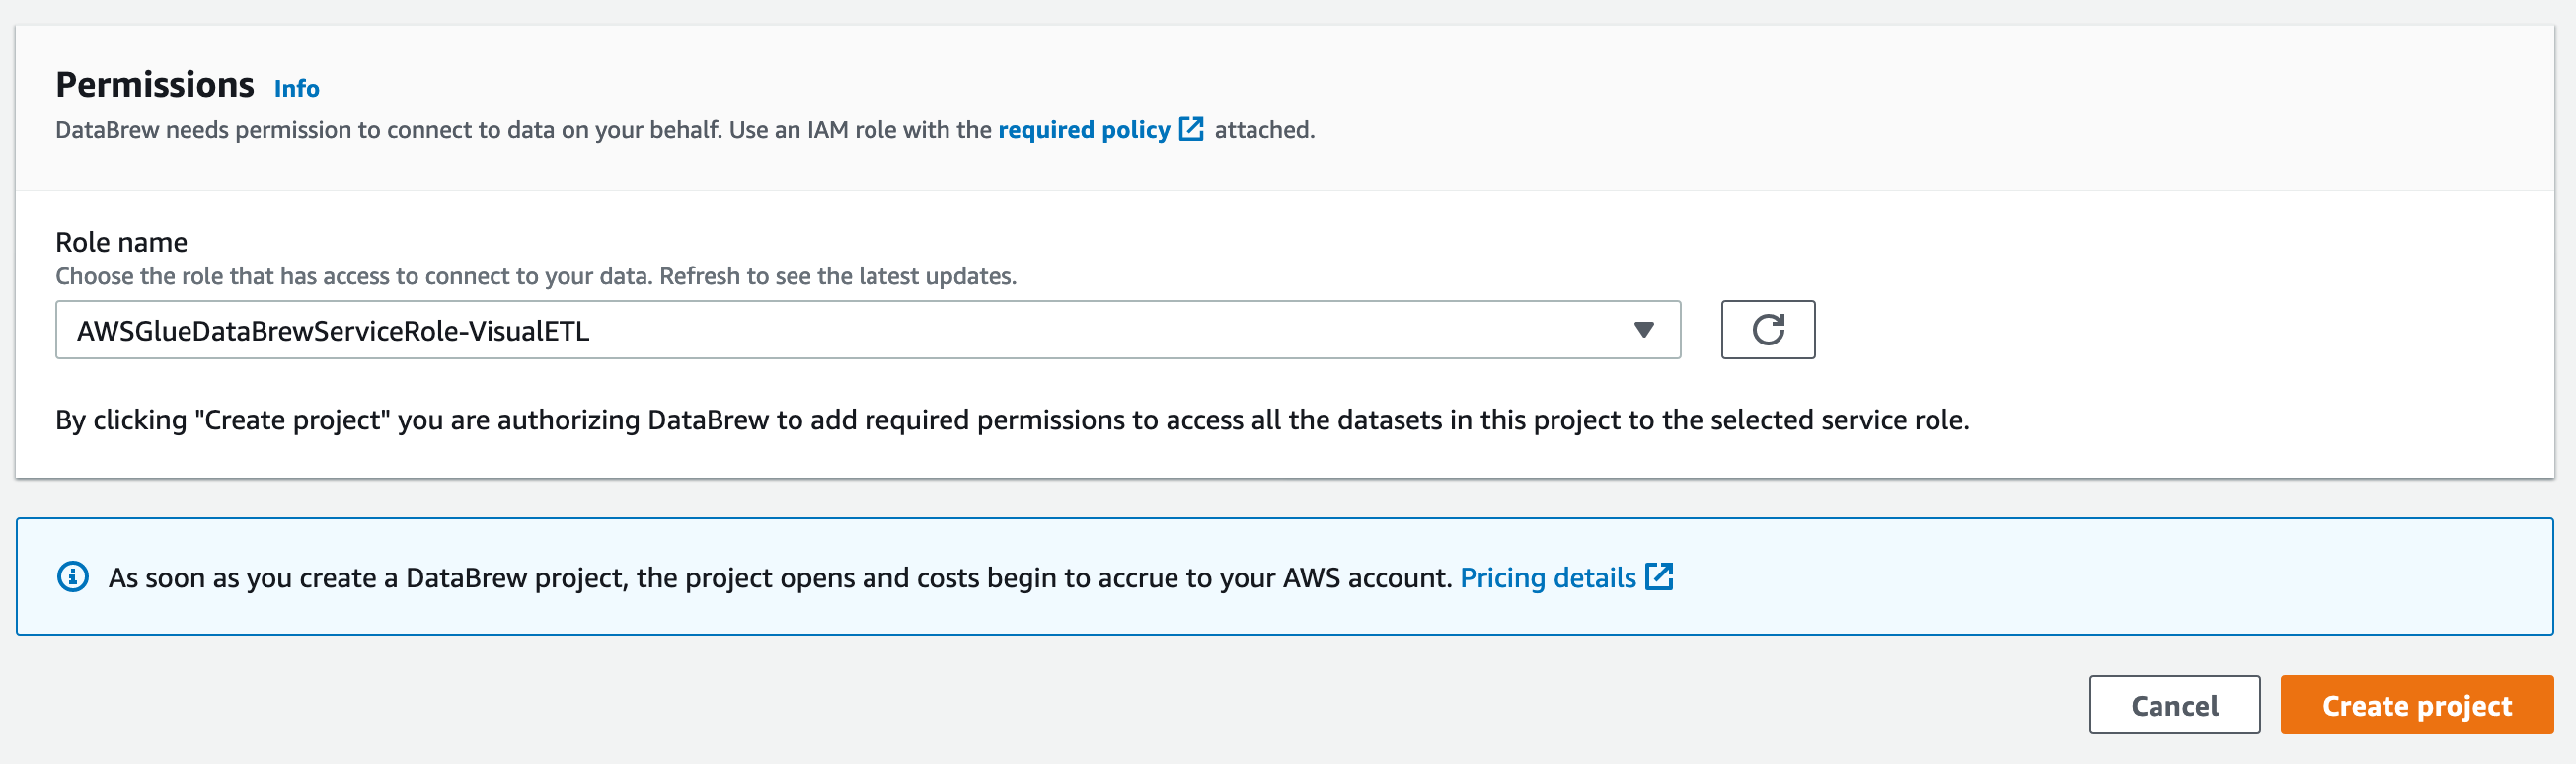 Permissions Info
DataBrew needs permission to connect to data on your behalf. Use an IAM role with the required policy attached.
Role name
Choose the role that has access to connect to your data. Refresh to see the latest updates.
AWSGlueDataBrewServiceRole-VisualETL
By clicking "Create project" you are authorizing DataBrew to add required permissions to access all the datasets in this project to the selected service role.
As soon as you create a DataBrew project, the project opens and costs begin to accrue to your AWS account. Pricing details
Cancel Create project